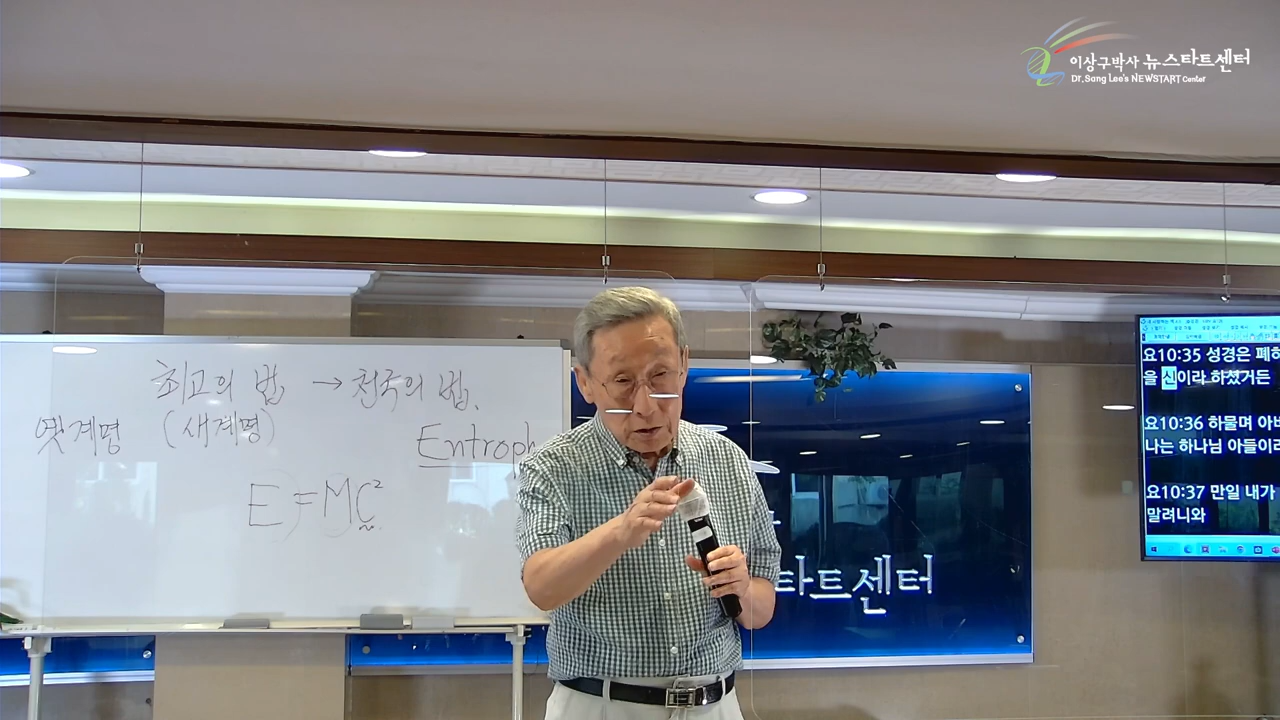 이상구박사 뉴스타트센터
Dr. Sang Lee's NEWSTART Center
최고의 법 → 천국의 법.
옛계명 (새계명)
Entroph
E = MC²
타트센터
요10:35 성경은 폐하
을 신이라 하셨거든
요10:36 하물며 아버
나는 하나님 아들이라
요10:37 만일 내가
말려니와